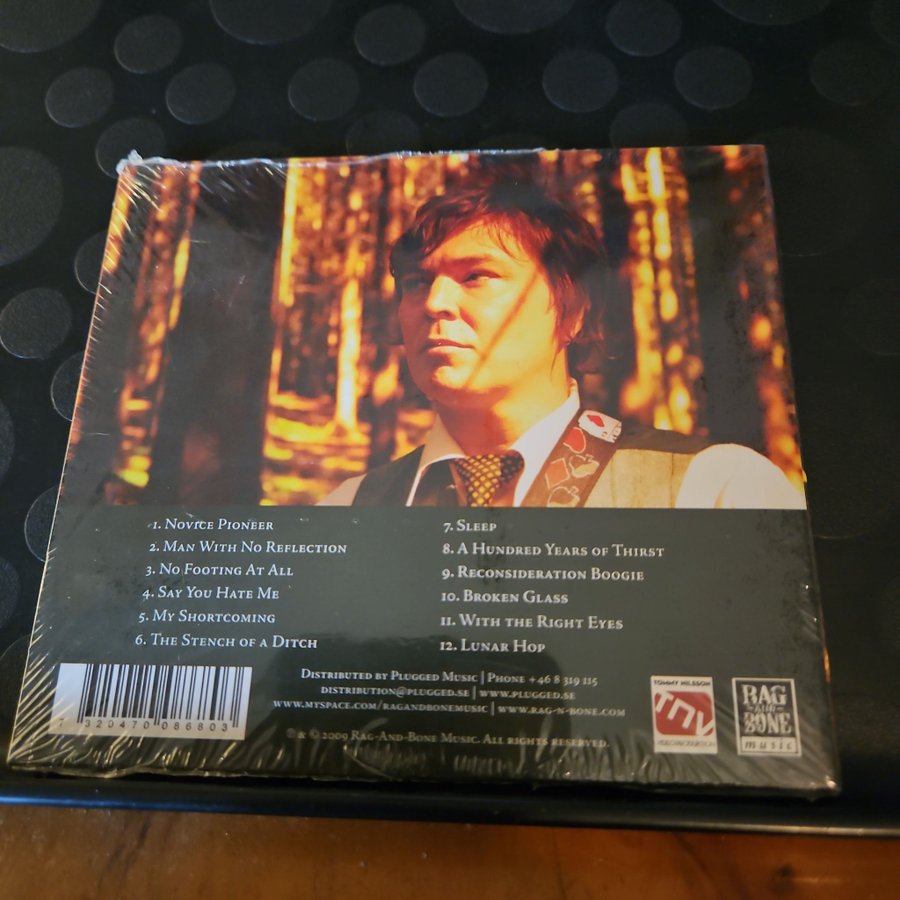 1. Novice Pioneer
2. Man With No Reflection
3. No Footing At All
4. Say You Hate Me
5. My Shortcoming
6. The Stench of a Ditch
7. Sleep
8. A Hundred Years of Thirst
9. Reconsideration Boogie
10. Broken Glass
11. With the Right Eyes
12. Lunar Hop
Distributed by Plugged Music | Phone +46 8 319 115
distribution@plugged.se | www.plugged.se
www.myspace.com/ragandbonemusic | www.rag-n-bone.com
℗ & © 2009 Rag-And-Bone Music. All rights reserved.
7 320470 086803
TOMMY NILSSON
RAG
AND
BONE
music